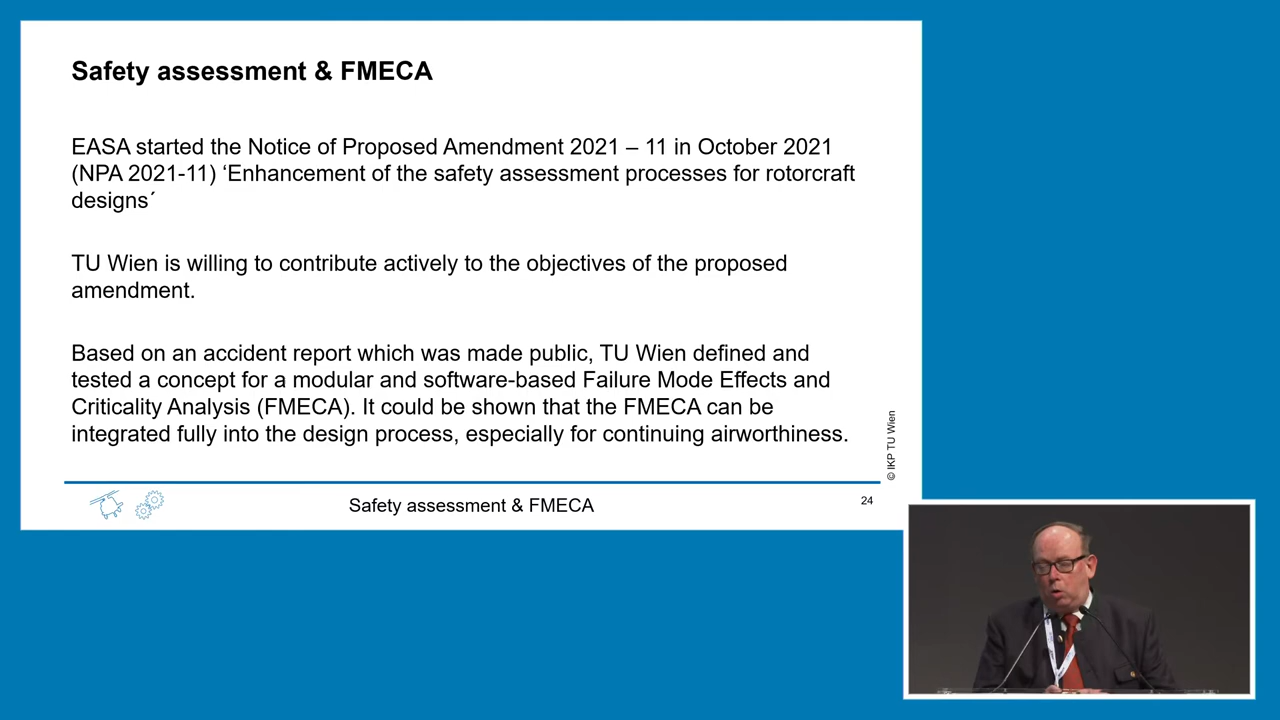 Safety assessment & FMECA
EASA started the Notice of Proposed Amendment 2021 – 11 in October 2021
(NPA 2021-11) ‘Enhancement of the safety assessment processes for rotorcraft
designs´
TU Wien is willing to contribute actively to the objectives of the proposed
amendment.
Based on an accident report which was made public, TU Wien defined and
tested a concept for a modular and software-based Failure Mode Effects and
Criticality Analysis (FMECA). It could be shown that the FMECA can be
integrated fully into the design process, especially for continuing airworthiness.
© IKP TU Wien
Safety assessment & FMECA
24